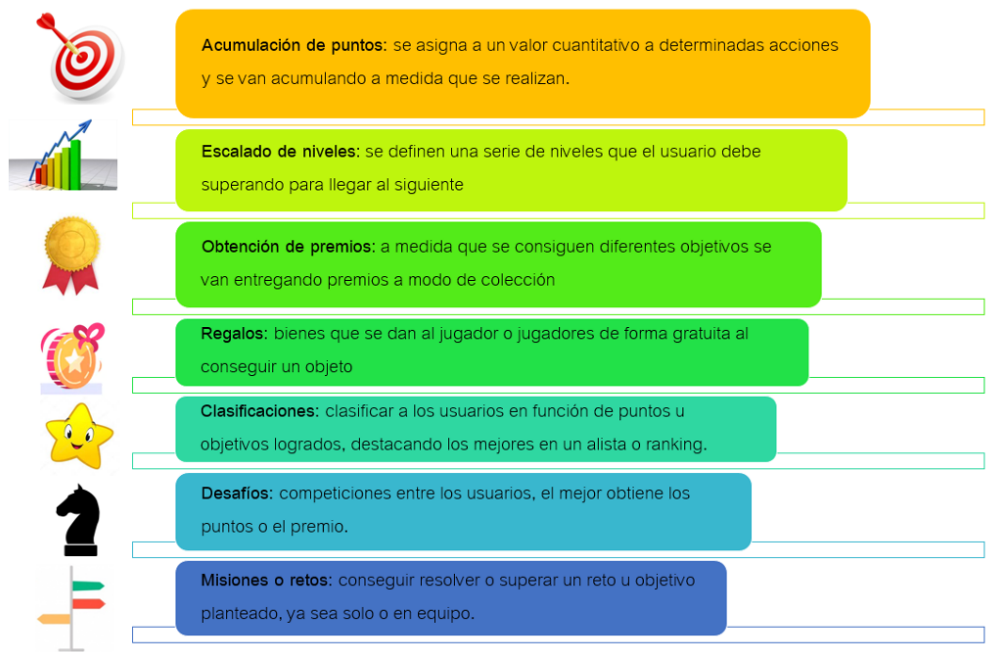 Acumulación de puntos: se asigna a un valor cuantitativo a determinadas acciones
y se van acumulando a medida que se realizan.
Escalado de niveles: se definen una serie de niveles que el usuario debe
superando para llegar al siguiente
Obtención de premios: a medida que se consiguen diferentes objetivos se
van entregando premios a modo de colección
Regalos: bienes que se dan al jugador o jugadores de forma gratuita al
conseguir un objeto
Clasificaciones: clasificar a los usuarios en función de puntos u
objetivos logrados, destacando los mejores en un alista o ranking.
Desafíos: competiciones entre los usuarios, el mejor obtiene los
puntos o el premio.
Misiones o retos: conseguir resolver o superar un reto u objetivo
planteado, ya sea solo o en equipo.